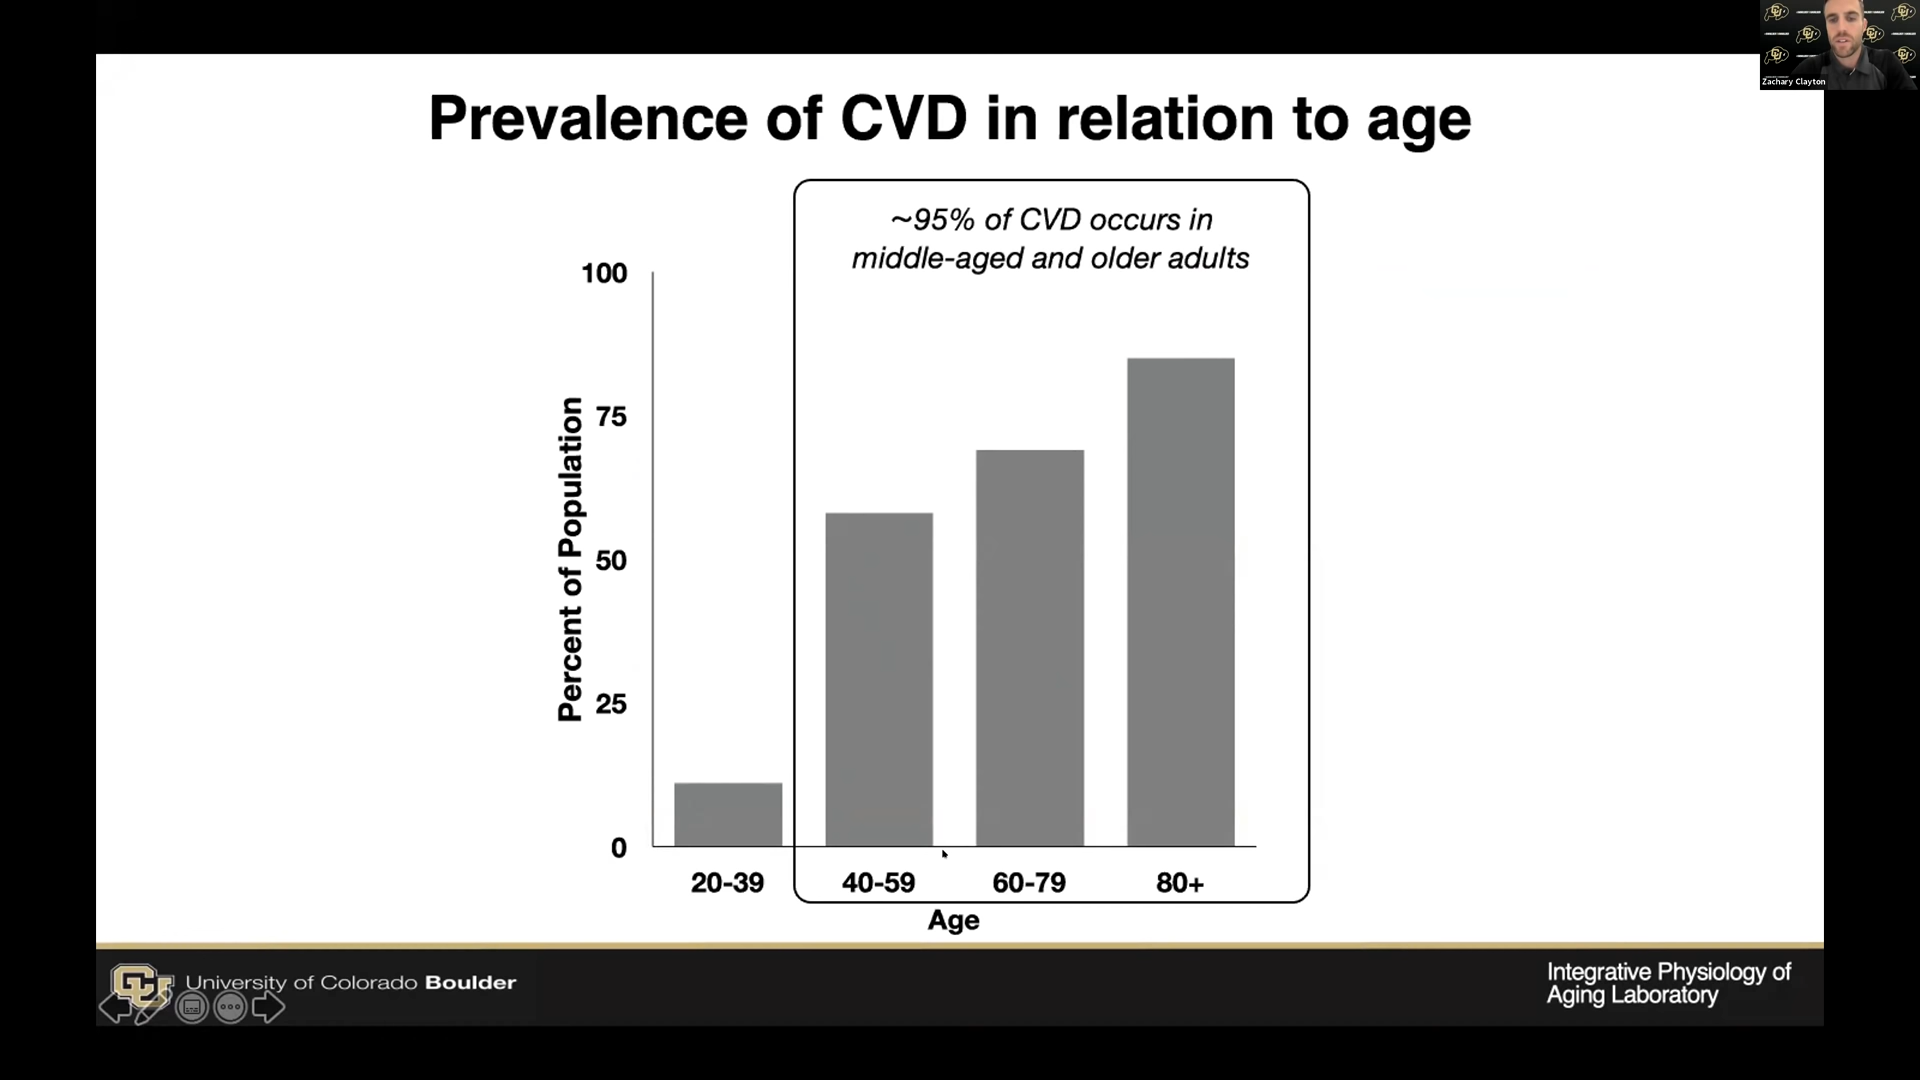 Zachary Clayton
Prevalence of CVD in relation to age
~95% of CVD occurs in
middle-aged and older adults
Percent of Population
100
75
50
25
0
20-39 40-59 60-79 80+
Age
CU University of Colorado Boulder
Integrative Physiology of
Aging Laboratory